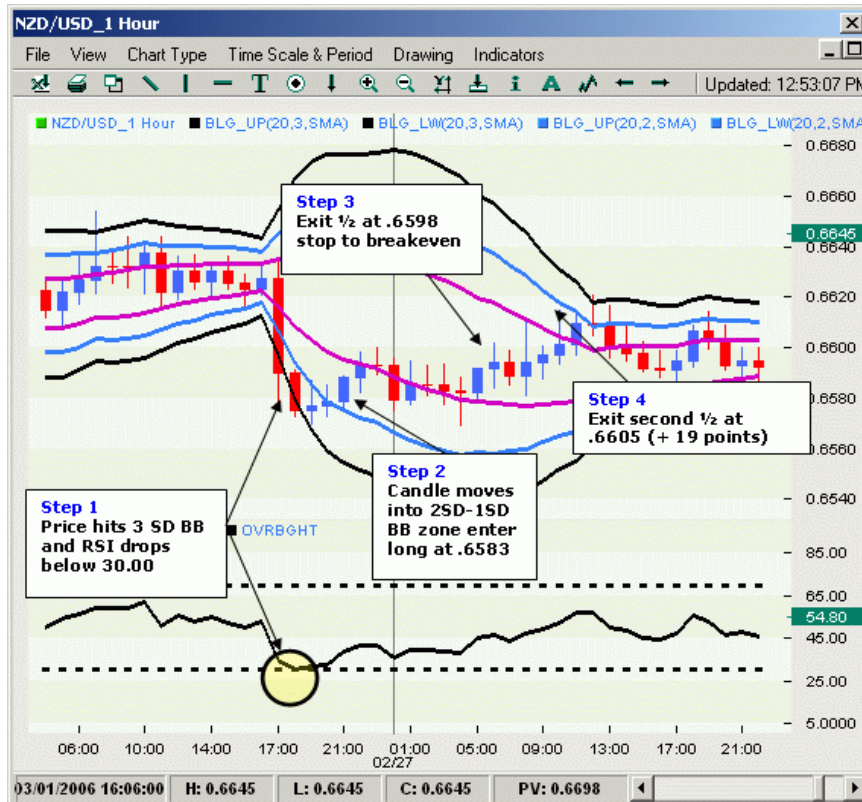 NZD/USD_1 Hour
File View Chart Type Time Scale & Period Drawing Indicators
T i A Updated: 12:53:07 PM
NZD/USD_1 Hour BLG_UP(20,3,SMA) BLG_LW(20,3,SMA) BLG_UP(20,2,SMA) BLG_LW(20,2,SMA)
0.6680
0.6660
0.6645
0.6640
0.6620
0.6600
0.6580
0.6560
0.6540
Step 3
Exit ½ at .6598
stop to breakeven
Step 4
Exit second ½ at
.6605 (+ 19 points)
Step 2
Candle moves
into 2SD-1SD
BB zone enter
long at .6583
Step 1
Price hits 3 SD BB
and RSI drops
below 30.00
OVRBGHT
85.00
65.00
54.80
45.00
25.00
5.0000
06:00 10:00 14:00 17:00 21:00 01:00 05:00 09:00 13:00 17:00 21:00
02/27
03/01/2006 16:06:00 H: 0.6645 L: 0.6645 C: 0.6645 PV: 0.6698